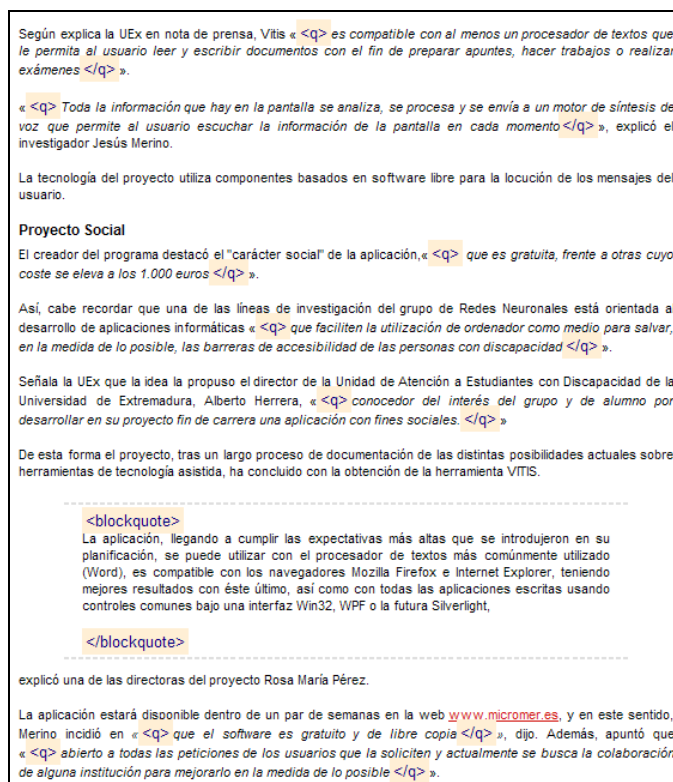 Según explica la UEx en nota de prensa, Vitis « <q> es compatible con al menos un procesador de textos que
le permita al usuario leer y escribir documentos con el fin de preparar apuntes, hacer trabajos o realizar
exámenes </q> ».
« <q> Toda la información que hay en la pantalla se analiza, se procesa y se envía a un motor de síntesis de
voz que permite al usuario escuchar la información de la pantalla en cada momento </q> », explicó el
investigador Jesús Merino.
La tecnología del proyecto utiliza componentes basados en software libre para la locución de los mensajes del
usuario.
Proyecto Social
El creador del programa destacó el "carácter social" de la aplicación,« <q> que es gratuita, frente a otras cuyo
coste se eleva a los 1.000 euros </q> ».
Así, cabe recordar que una de las líneas de investigación del grupo de Redes Neuronales está orientada al
desarrollo de aplicaciones informáticas « <q> que faciliten la utilización de ordenador como medio para salvar,
en la medida de lo posible, las barreras de accesibilidad de las personas con discapacidad </q> ».
Señala la UEx que la idea la propuso el director de la Unidad de Atención a Estudiantes con Discapacidad de la
Universidad de Extremadura, Alberto Herrera, « <q> conocedor del interés del grupo y de alumno por
desarrollar en su proyecto fin de carrera una aplicación con fines sociales. </q> »
De esta forma el proyecto, tras un largo proceso de documentación de las distintas posibilidades actuales sobre
herramientas de tecnología asistida, ha concluido con la obtención de la herramienta VITIS.
<blockquote>
La aplicación, llegando a cumplir las expectativas más altas que se introdujeron en su
planificación, se puede utilizar con el procesador de textos más comúnmente utilizado
(Word), es compatible con los navegadores Mozilla Firefox e Internet Explorer, teniendo
mejores resultados con éste último, así como con todas las aplicaciones escritas usando
controles comunes bajo una interfaz Win32, WPF o la futura Silverlight,
</blockquote>
explicó una de las directoras del proyecto Rosa María Pérez.
La aplicación estará disponible dentro de un par de semanas en la web www.micromer.es, y en este sentido,
Merino incidió en « <q> que el software es gratuito y de libre copia </q> », dijo. Además, apuntó que
« <q> abierto a todas las peticiones de los usuarios que la soliciten y actualmente se busca la colaboración
de alguna institución para mejorarlo en la medida de lo posible </q> ».